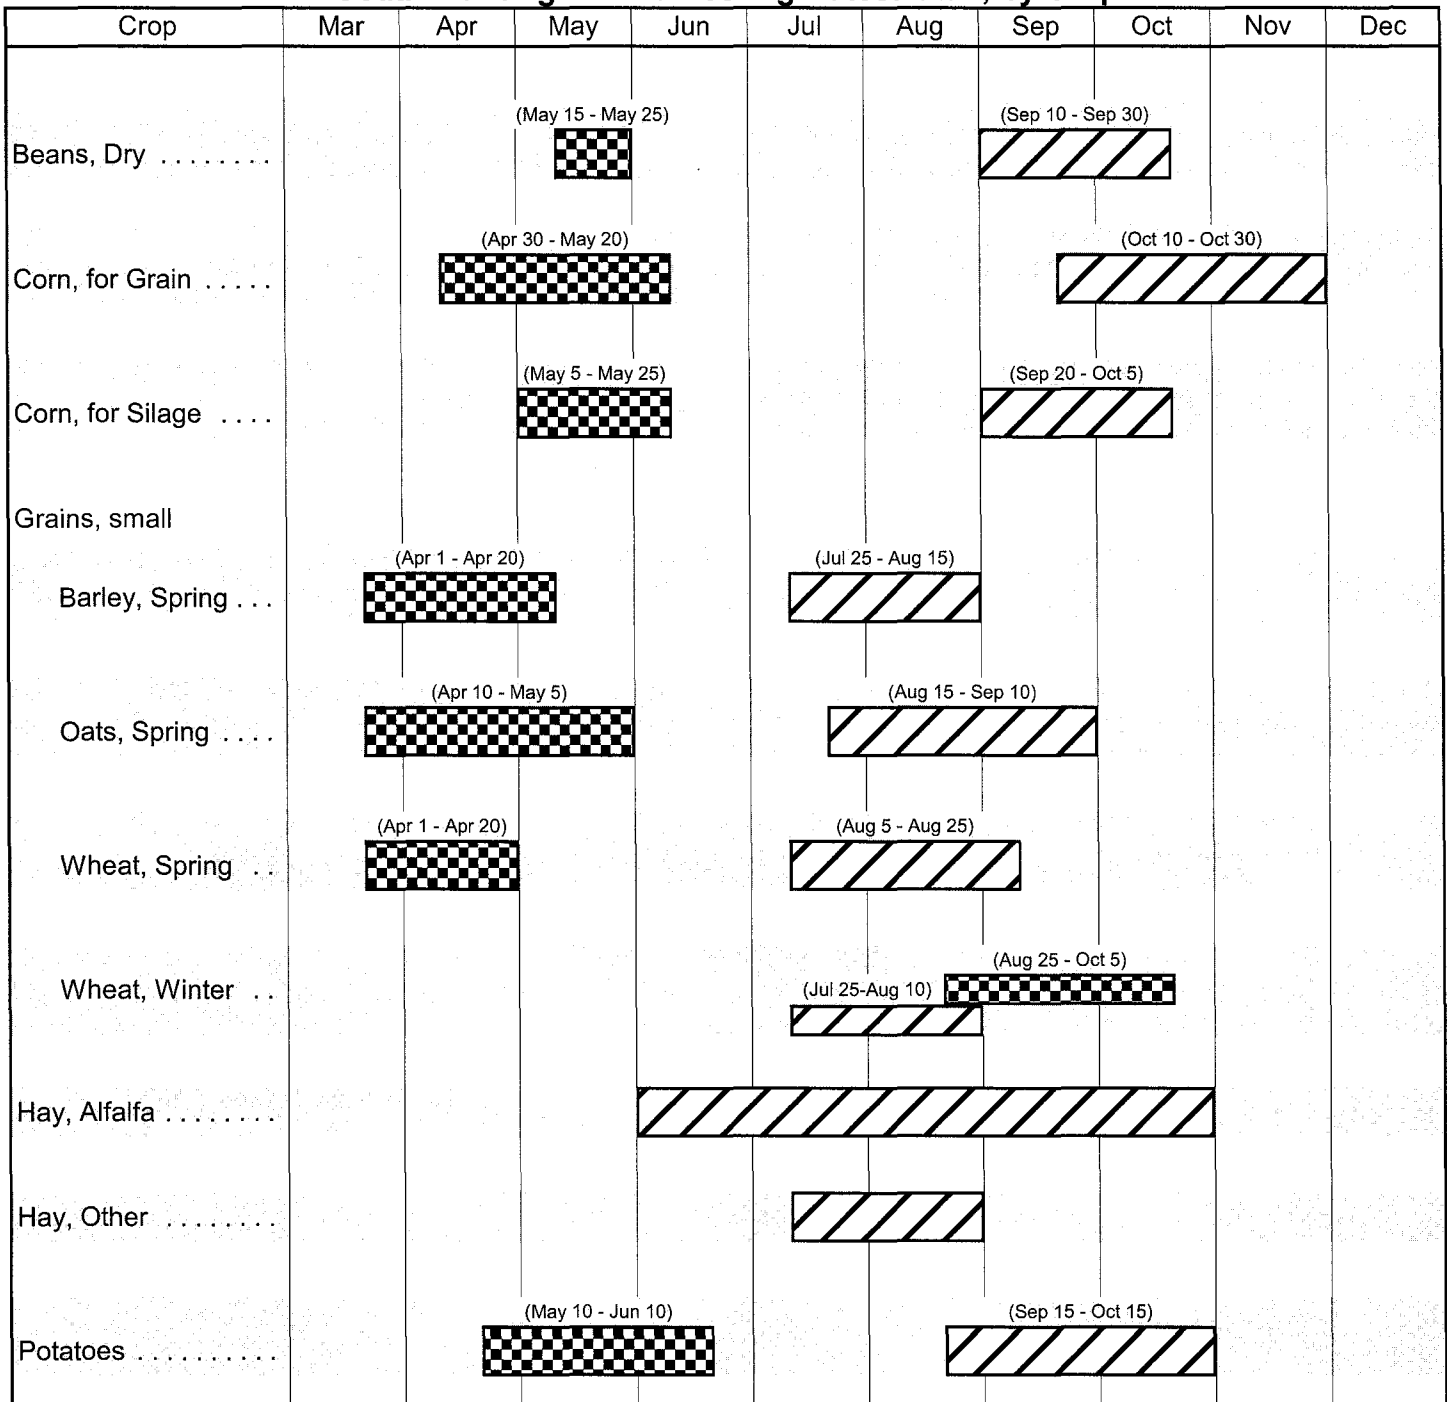 Crop Mar Apr May Jun Jul Aug Sep Oct Nov Dec
(May 15 - May 25) (Sep 10 - Sep 30)
Beans, Dry ........
(Apr 30 - May 20) (Oct 10 - Oct 30)
Corn, for Grain .....
(May 5 - May 25) (Sep 20 - Oct 5)
Corn, for Silage ....
Grains, small
(Apr 1 - Apr 20) (Jul 25 - Aug 15)
Barley, Spring ...
(Apr 10 - May 5) (Aug 15 - Sep 10)
Oats, Spring ....
(Apr 1 - Apr 20) (Aug 5 - Aug 25)
Wheat, Spring ..
(Aug 25 - Oct 5)
Wheat, Winter .. (Jul 25-Aug 10)
Hay, Alfalfa ........
Hay, Other ........
(May 10 - Jun 10) (Sep 15 - Oct 15)
Potatoes ..........